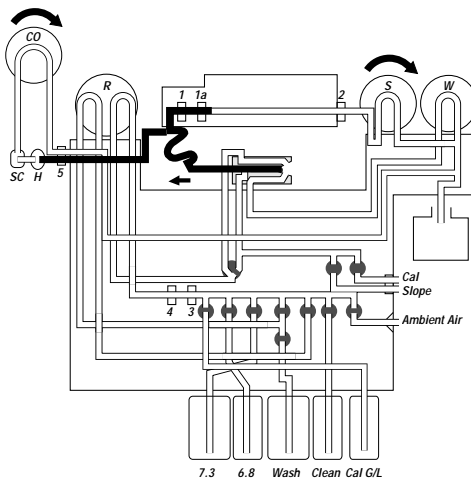 CO
R
1 1a 2
S
W
SC H 5
4 3
Cal
Slope
Ambient Air
7.3 6.8 Wash Clean Cal G/L